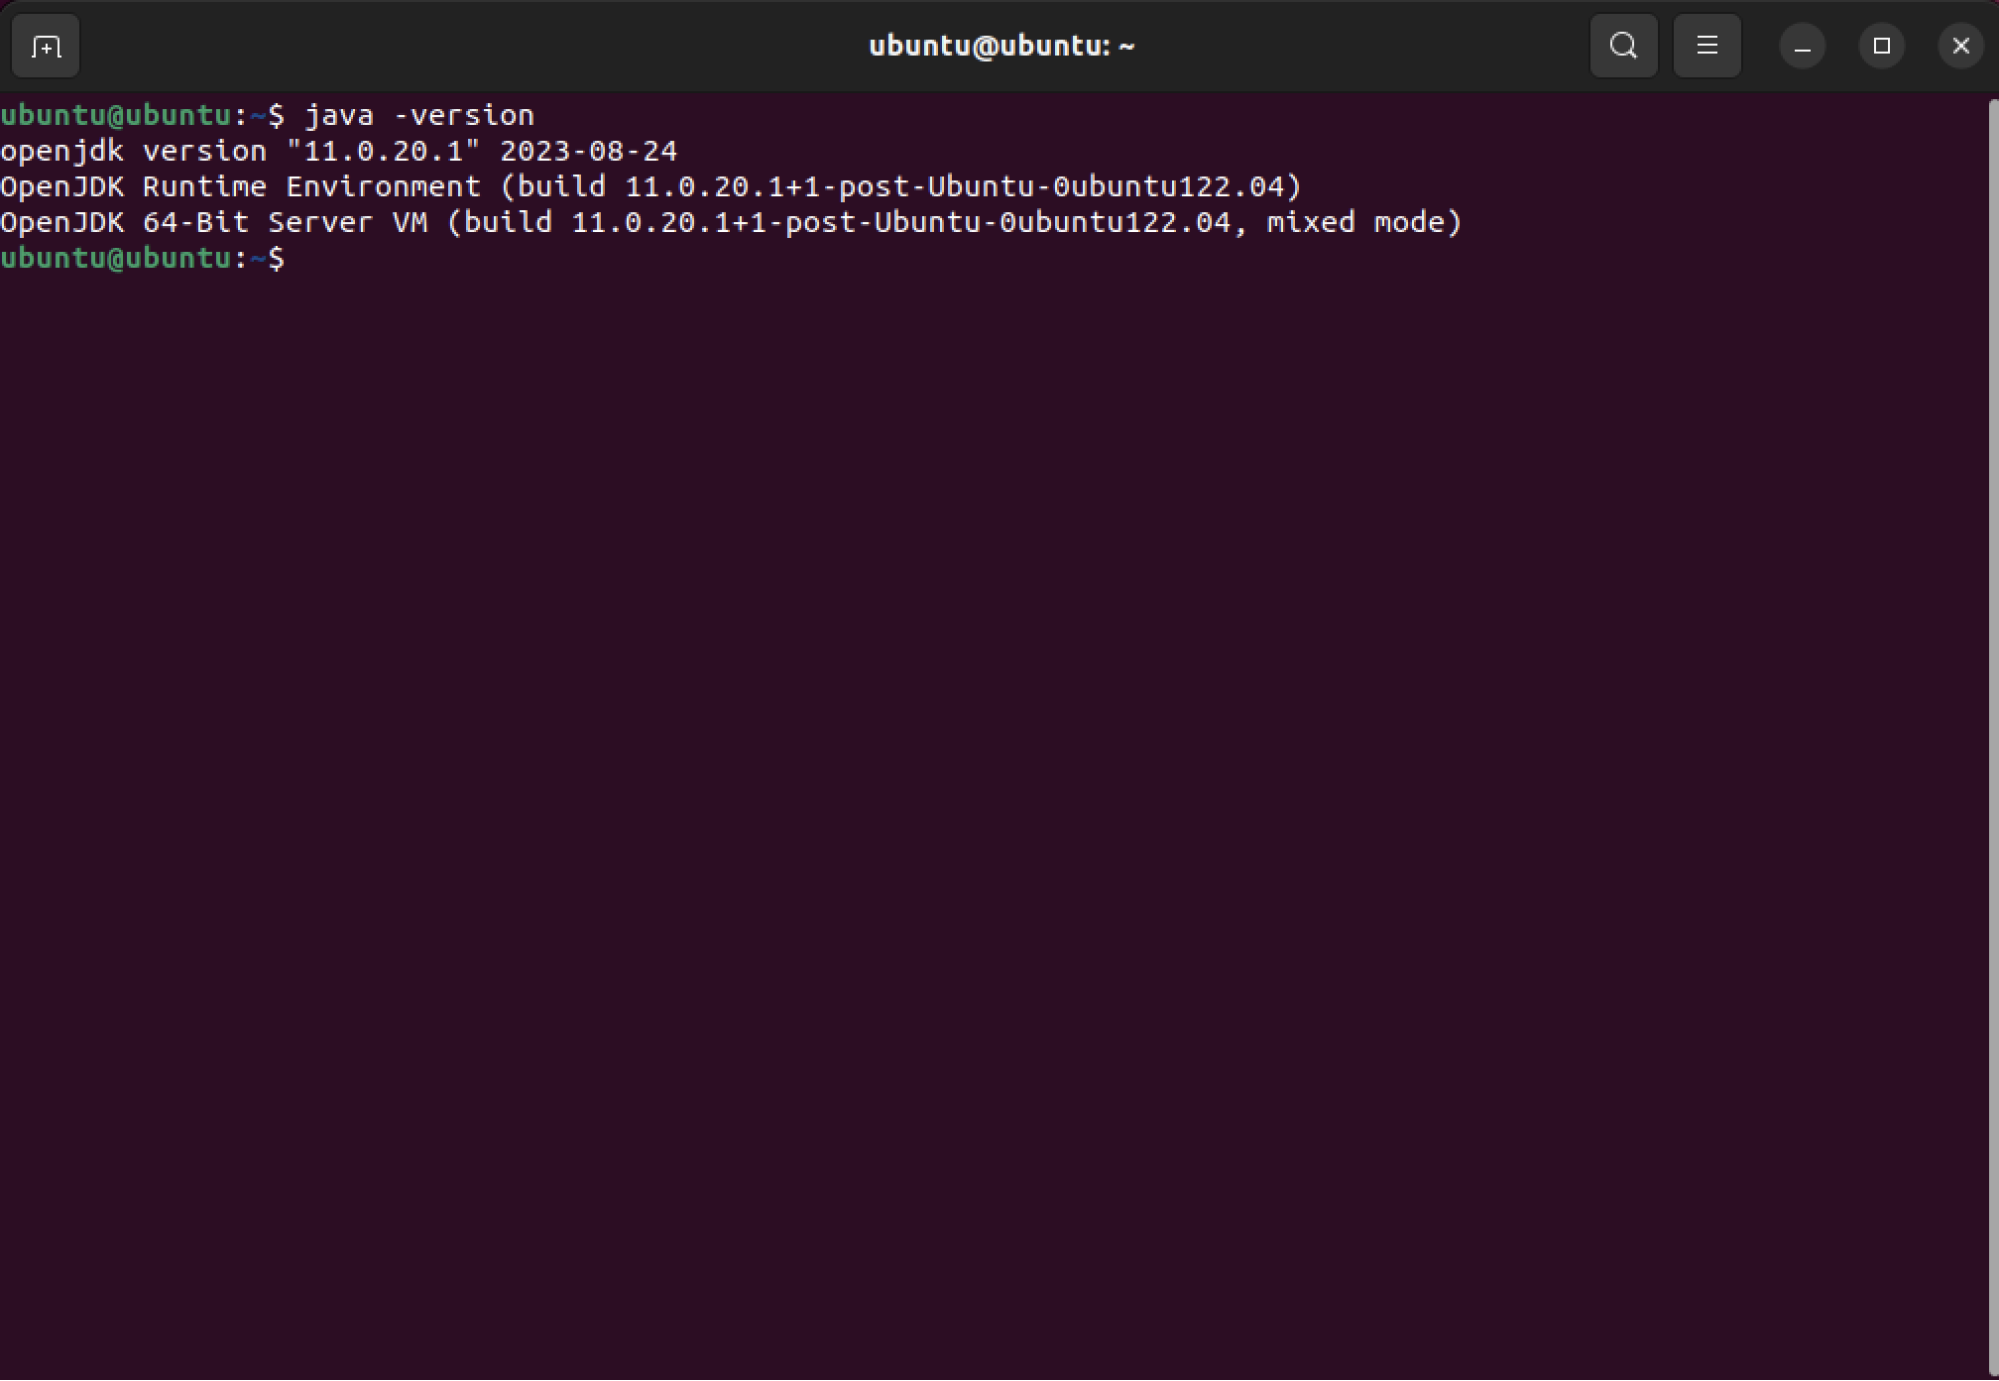 ubuntu@ubuntu: ~
ubuntu@ubuntu:~$ java -version
openjdk version "11.0.20.1" 2023-08-24
OpenJDK Runtime Environment (build 11.0.20.1+1-post-Ubuntu-0ubuntu122.04)
OpenJDK 64-Bit Server VM (build 11.0.20.1+1-post-Ubuntu-0ubuntu122.04, mixed mode)
ubuntu@ubuntu:~$